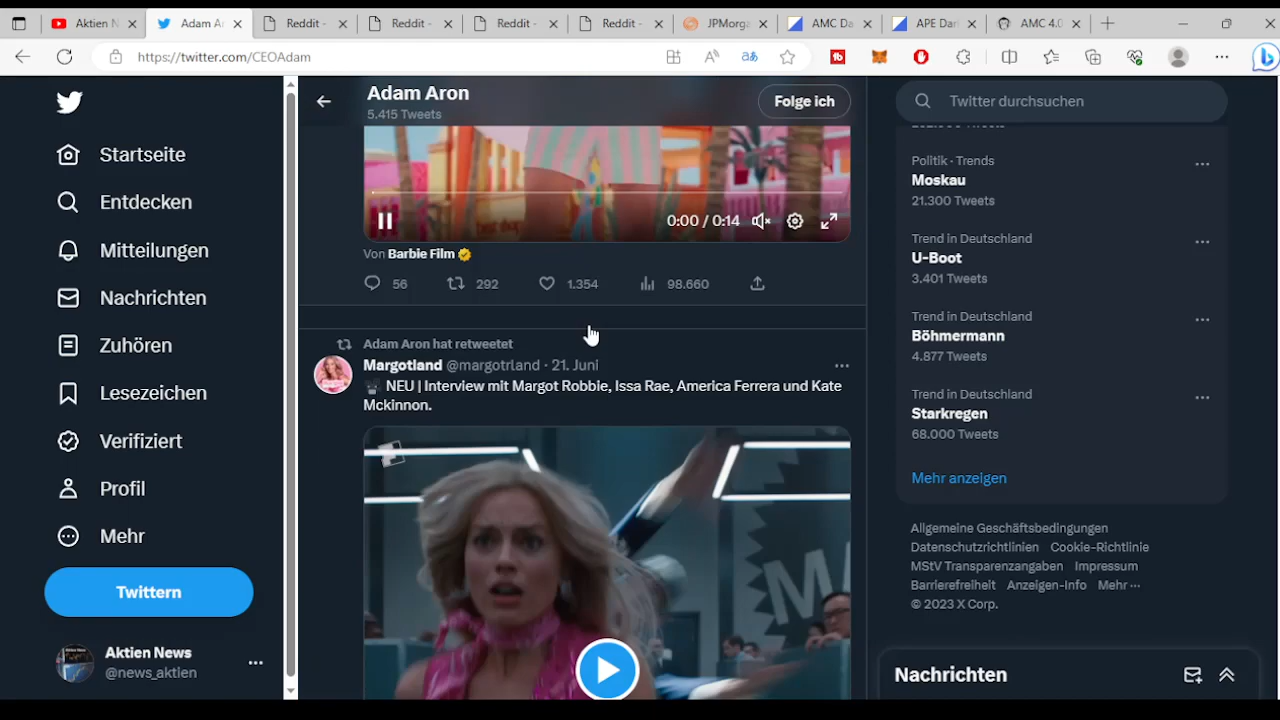 Aktien N
Adam Ar
Reddit -
Reddit -
Reddit -
Reddit -
JPMorga
AMC Da
APE Dar
AMC 4.0
https://twitter.com/CEOAdam
Adam Aron
5.415 Tweets
Folge ich
Twitter durchsuchen
Startseite
Entdecken
Mitteilungen
Nachrichten
Zuhören
Lesezeichen
Verifiziert
Profil
Mehr
Twittern
Aktien News
@news_aktien
0:00 / 0:14
Von Barbie Film
56 292 1.354 98.660
Adam Aron hat retweetet
Margotland @margotrland · 21. Juni
NEU | Interview mit Margot Robbie, Issa Rae, America Ferrera und Kate
Mckinnon.
Politik · Trends
Moskau
21.300 Tweets
Trend in Deutschland
U-Boot
3.401 Tweets
Trend in Deutschland
Böhmermann
4.877 Tweets
Trend in Deutschland
Starkregen
68.000 Tweets
Mehr anzeigen
Allgemeine Geschäftsbedingungen
Datenschutzrichtlinien Cookie-Richtlinie
MStV Transparenzangaben Impressum
Barrierefreiheit Anzeigen-Info Mehr ···
© 2023 X Corp.
Nachrichten